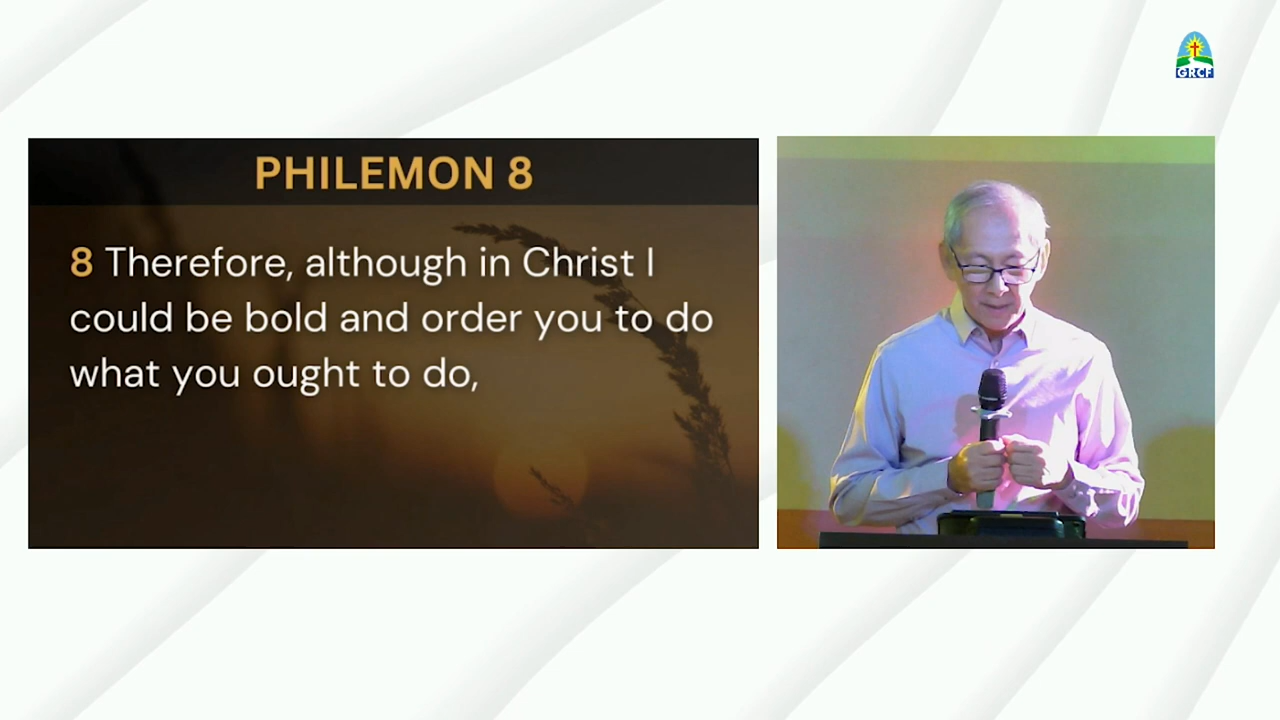 GRCF
PHILEMON 8
8 Therefore, although in Christ I
could be bold and order you to do
what you ought to do,